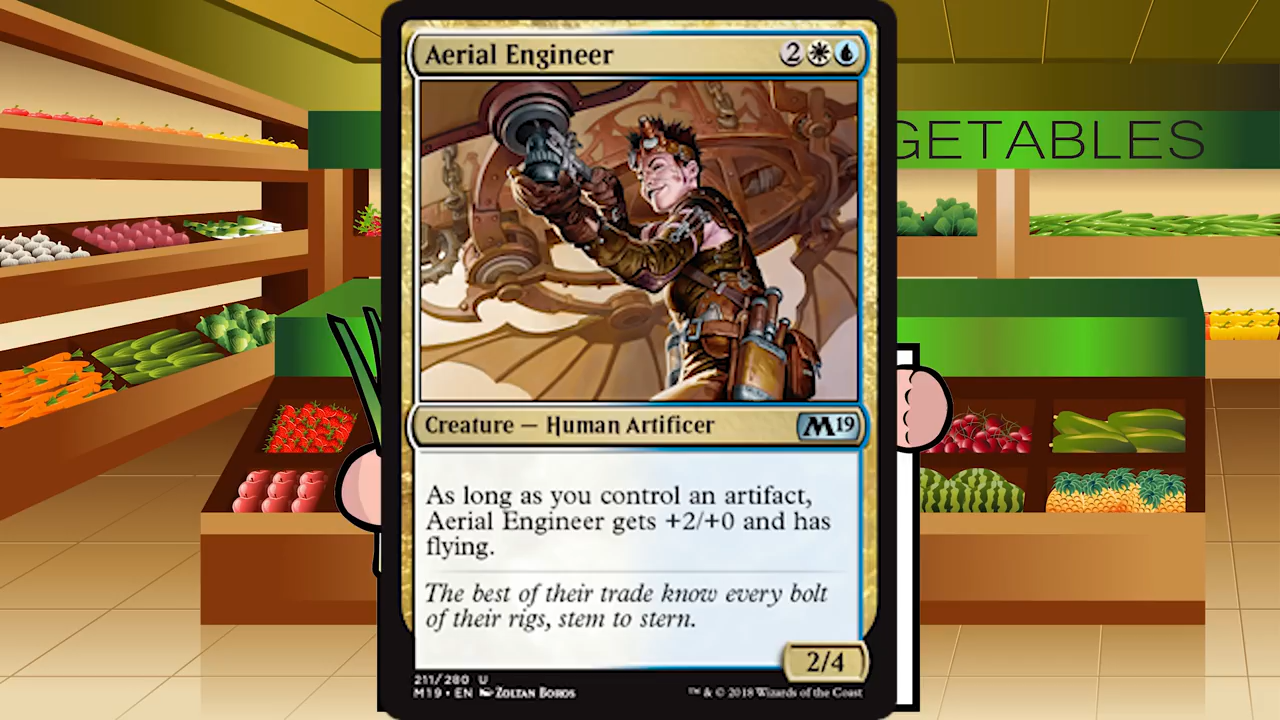 Aerial Engineer 2
GETABLES
Creature — Human Artificer M19
As long as you control an artifact,
Aerial Engineer gets +2/+0 and has
flying.
The best of their trade know every bolt
of their rigs, stem to stern.
2/4
211/280 U
M19 • EN Zoltan Boros
™ & © 2018 Wizards of the Coast